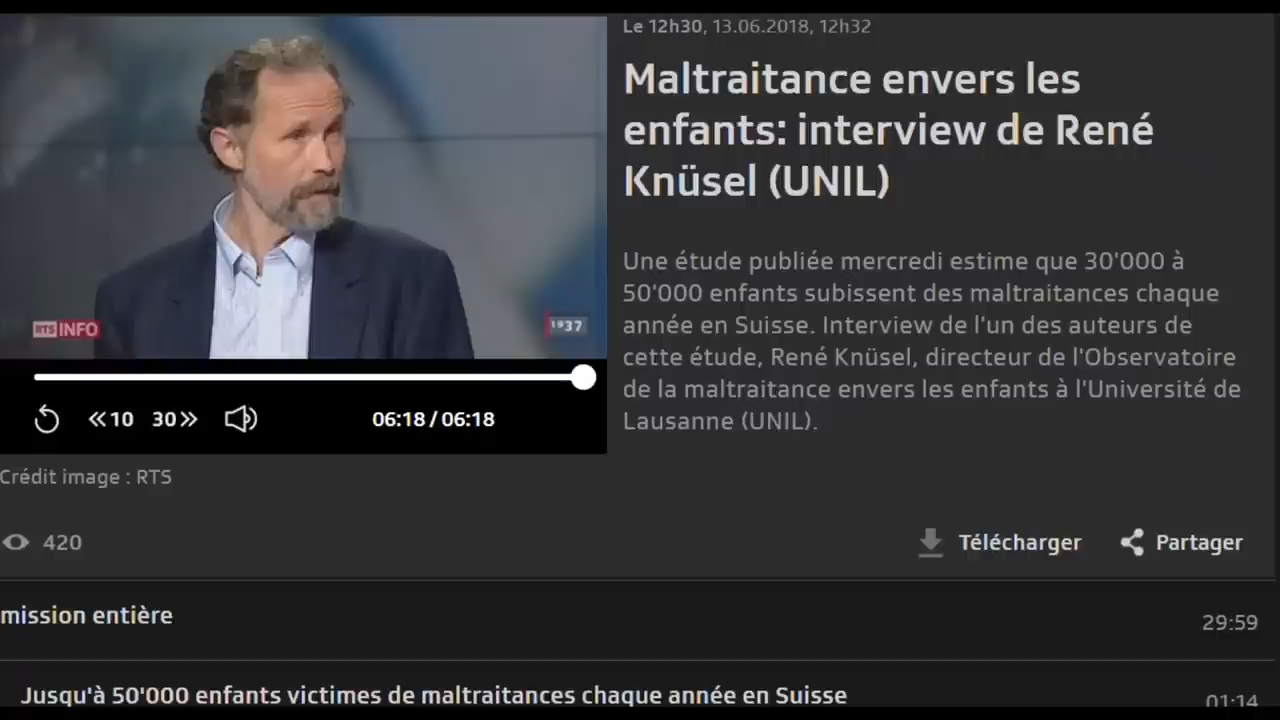 Le 12h30, 13.06.2018, 12h32
Maltraitance envers les
enfants: interview de René
Knüsel (UNIL)
Une étude publiée mercredi estime que 30'000 à
50'000 enfants subissent des maltraitances chaque
année en Suisse. Interview de l'un des auteurs de
cette étude, René Knüsel, directeur de l'Observatoire
de la maltraitance envers les enfants à l'Université de
Lausanne (UNIL).
RTS INFO
1937
10 30 06:18 / 06:18
Crédit image : RTS
420
Télécharger Partager
mission entière 29:59
Jusqu'à 50'000 enfants victimes de maltraitances chaque année en Suisse 01:14